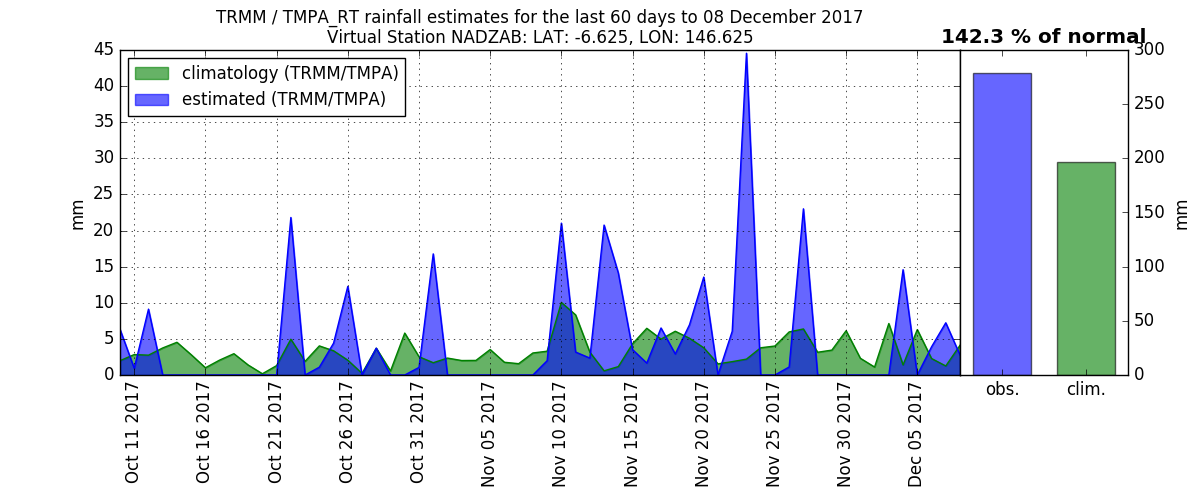 TRMM / TMPA_RT rainfall estimates for the last 60 days to 08 December 2017
Virtual Station NADZAB: LAT: -6.625, LON: 146.625
142.3 % of normal
climatology (TRMM/TMPA)
estimated (TRMM/TMPA)
45
40
35
30
25
20
15
10
5
0
mm
Oct 11 2017
Oct 16 2017
Oct 21 2017
Oct 26 2017
Oct 31 2017
Nov 05 2017
Nov 10 2017
Nov 15 2017
Nov 20 2017
Nov 25 2017
Nov 30 2017
Dec 05 2017
obs.
clim.
300
250
200
150
100
50
0
mm